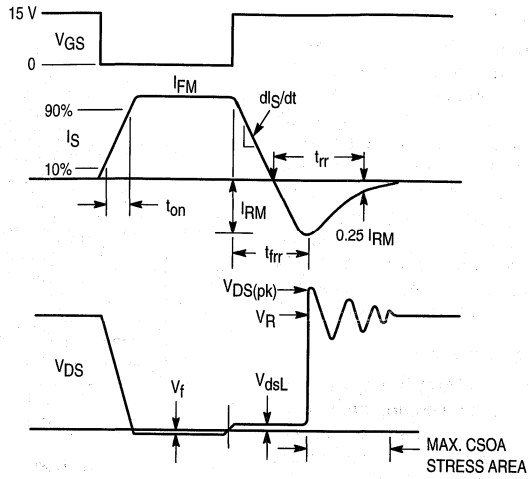 15 V
VGS
0
IFM
90%
dIS/dt
IS
trr
10%
ton
IRM
0.25 IRM
tfrr
VDS(pk)
VR
VDS
Vf
VdsL
MAX. CSOA
STRESS AREA